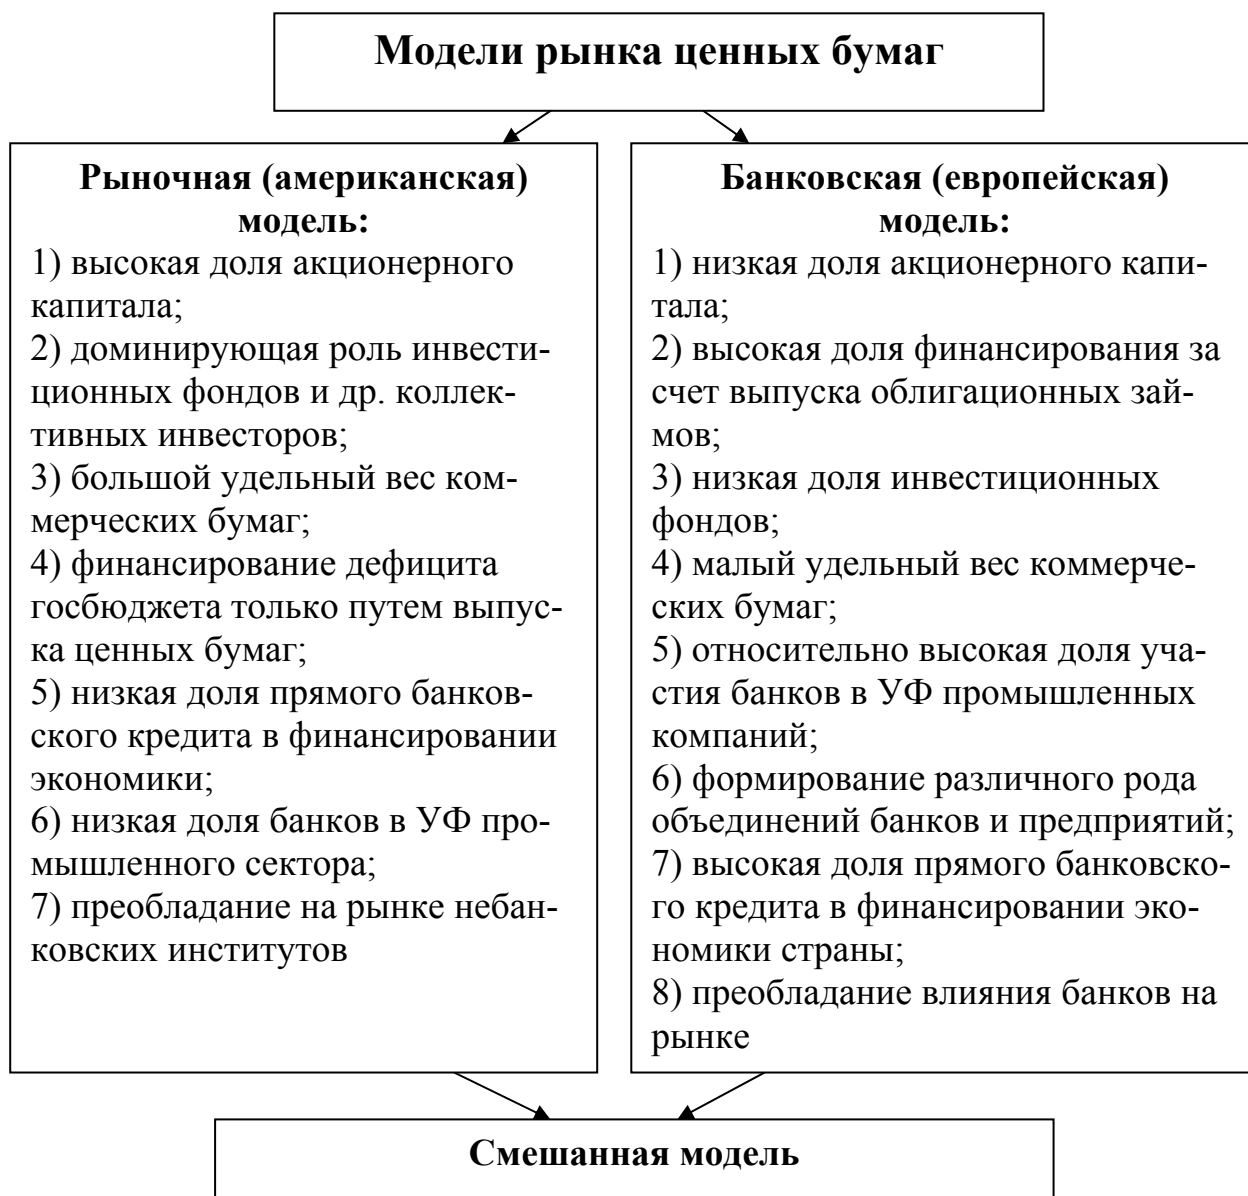 Модели рынка ценных бумаг
Рыночная (американская)
модель:
1) высокая доля акционерного
капитала;
2) доминирующая роль инвести-
ционных фондов и др. коллек-
тивных инвесторов;
3) большой удельный вес ком-
мерческих бумаг;
4) финансирование дефицита
госбюджета только путем выпус-
ка ценных бумаг;
5) низкая доля прямого банков-
ского кредита в финансировании
экономики;
6) низкая доля банков в УФ про-
мышленного сектора;
7) преобладание на рынке небан-
ковских институтов
Банковская (европейская)
модель:
1) низкая доля акционерного капи-
тала;
2) высокая доля финансирования за
счет выпуска облигационных зай-
мов;
3) низкая доля инвестиционных
фондов;
4) малый удельный вес коммерче-
ских бумаг;
5) относительно высокая доля уча-
стия банков в УФ промышленных
компаний;
6) формирование различного рода
объединений банков и предприятий;
7) высокая доля прямого банковско-
го кредита в финансировании эко-
номики страны;
8) преобладание влияния банков на
рынке
Смешанная модель